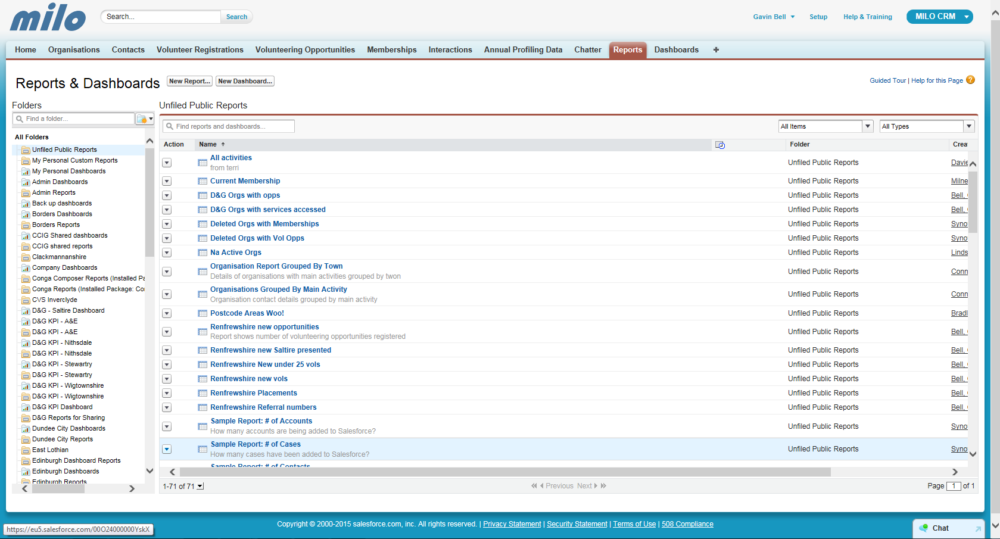 milo
Search...
Search
Gavin Bell
Setup
Help & Training
MILO CRM
Home
Organisations
Contacts
Volunteer Registrations
Volunteering Opportunities
Memberships
Interactions
Annual Profiling Data
Chatter
Reports
Dashboards
Reports & Dashboards
New Report...
New Dashboard...
Guided Tour | Help for this Page
Folders
Find a folder...
All Folders
Unfiled Public Reports
My Personal Custom Reports
My Personal Dashboards
Admin Dashboards
Admin Reports
Back up dashboards
Borders Dashboards
Borders Reports
CCIG Shared dashboards
CCIG shared reports
Clackmannanshire
Company Dashboards
Conga Composer Reports (Installed Pa
Conga Reports (Installed Package: Co
CVS Inverclyde
D&G - Saltire Dashboard
D&G KPI - A&E
D&G KPI - A&E
D&G KPI - Nithsdale
D&G KPI - Nithsdale
D&G KPI - Stewartry
D&G KPI - Stewartry
D&G KPI - Wigtownshire
D&G KPI - Wigtownshire
D&G KPI Dashboard
D&G Reports for Sharing
Dundee City Dashboards
Dundee City Reports
East Lothian
Edinburgh Dashboard Reports
Edinburgh Dashboards
Edinburgh Reports
Unfiled Public Reports
Find reports and dashboards...
All Items
All Types
Action Name Folder Crea
All activities Unfiled Public Reports Davie
from terri
Current Membership Unfiled Public Reports Milne
D&G Orgs with opps Unfiled Public Reports Bell,
D&G Orgs with services accessed Unfiled Public Reports Bell,
Deleted Orgs with Memberships Unfiled Public Reports Syno
Deleted Orgs with Vol Opps Unfiled Public Reports Syno
Na Active Orgs Unfiled Public Reports Linds
Organisation Report Grouped By Town Unfiled Public Reports Conn
Details of organisations with main activities grouped by twon
Organisations Grouped By Main Activity Unfiled Public Reports Conn
Organisation contact details grouped by main activity
Postcode Areas Woo! Unfiled Public Reports Bradl
Renfrewshire new opportunities Unfiled Public Reports Bell,
Report shows number of volunteering opportunities registered
Renfrewshire new Saltire presented Unfiled Public Reports Bell,
Renfrewshire New under 25 vols Unfiled Public Reports Bell,
Renfrewshire new vols Unfiled Public Reports Bell,
Renfrewshire Placements Unfiled Public Reports Bell,
Renfrewshire Referral numbers Unfiled Public Reports Bell,
Sample Report: # of Accounts Unfiled Public Reports Syno
How many accounts are being added to Salesforce?
Sample Report: # of Cases Unfiled Public Reports Syno
How many cases have been added to Salesforce?
Sample Report: # of Contacts
1-71 of 71
Previous Next
Page 1 of 1
https://eu5.salesforce.com/00O24000000YskX
Copyright © 2000-2015 salesforce.com, inc. All rights reserved. | Privacy Statement | Security Statement | Terms of Use | 508 Compliance
Chat